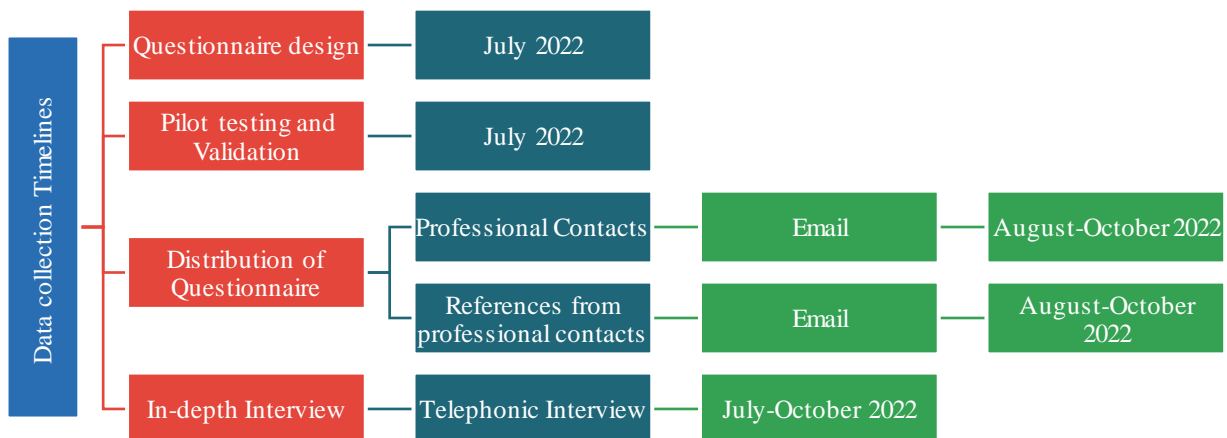 Data collection Timelines
Questionnaire design
July 2022
Pilot testing and
Validation
July 2022
Distribution of
Questionnaire
Professional Contacts
Email
August-October 2022
References from
professional contacts
Email
August-October
2022
In-depth Interview
Telephonic Interview
July-October 2022